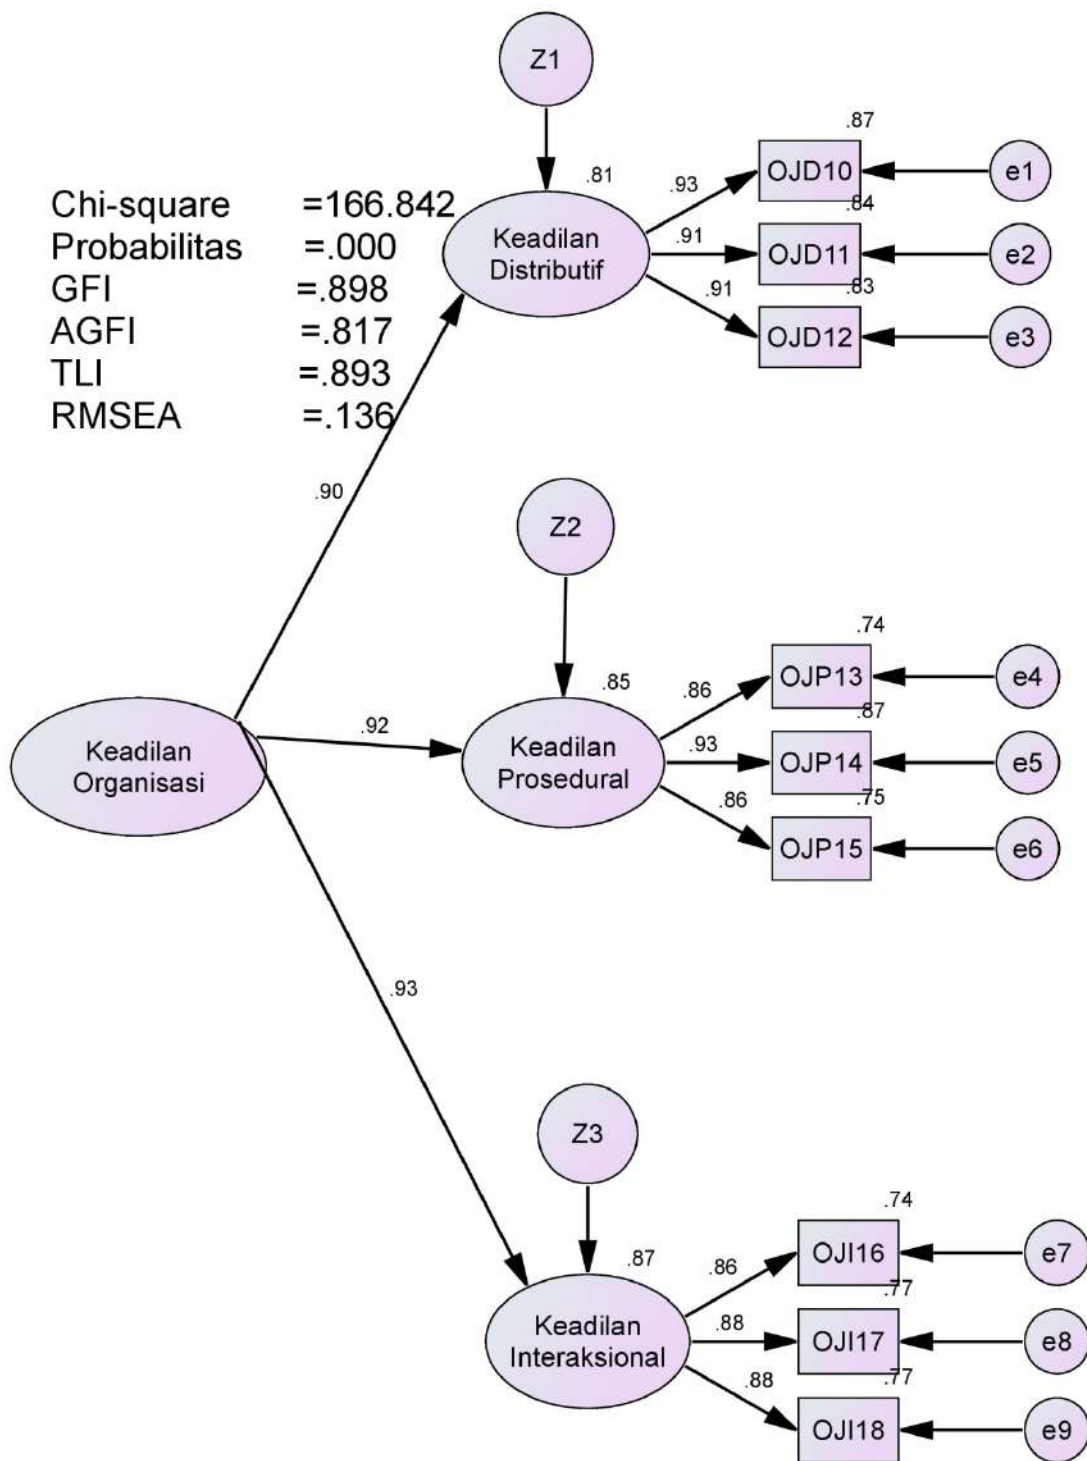 Z1
Chi-square =166.842
Probabilitas =.000
GFI =.898
AGFI =.817
TLI =.893
RMSEA =.136
.81
Keadilan
Distributif
.93
.91
.91
.87
OJD10
.84
OJD11
.83
OJD12
e1
e2
e3
.90
Z2
.85
Keadilan
Prosedural
.86
.93
.86
.74
OJP13
.87
OJP14
.75
OJP15
e4
e5
e6
Keadilan
Organisasi
.92
.93
Z3
.87
Keadilan
Interaksional
.86
.88
.88
.74
OJI16
.77
OJI17
.77
OJI18
e7
e8
e9